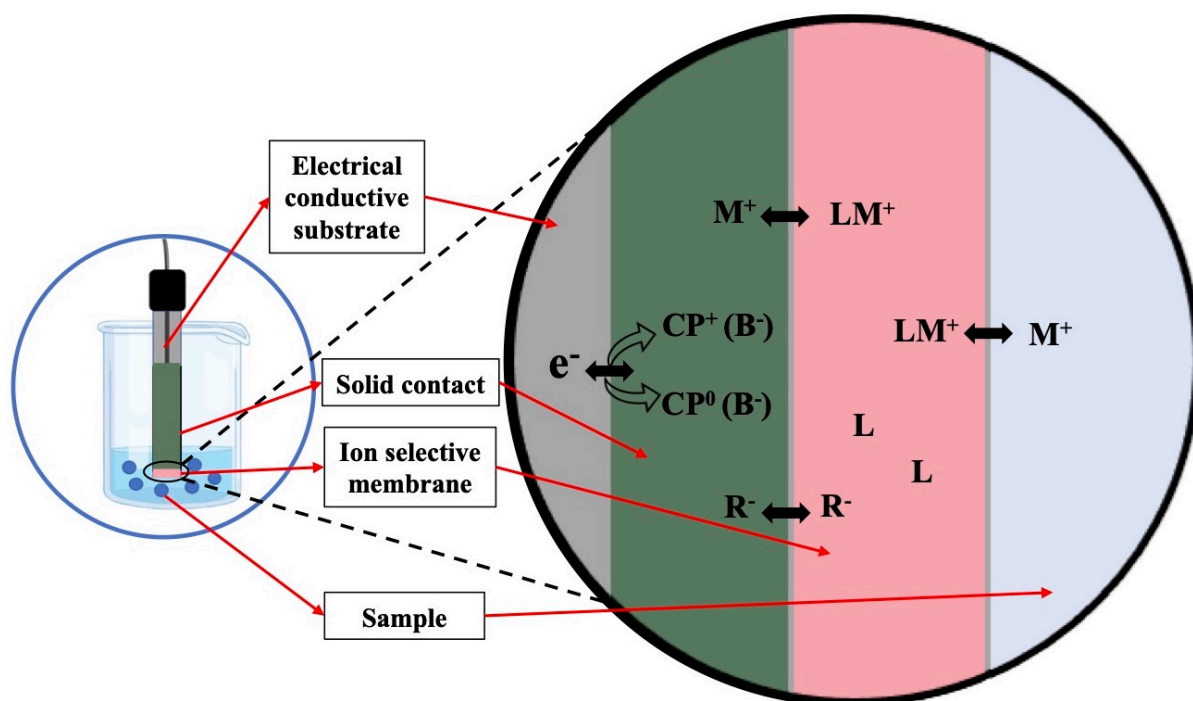 Electrical
conductive
substrate
Solid contact
Ion selective
membrane
Sample
M⁺ LM⁺
CP⁺ (B⁻)
LM⁺ M⁺
e⁻
CP⁰ (B⁻)
L
L
R⁻ R⁻